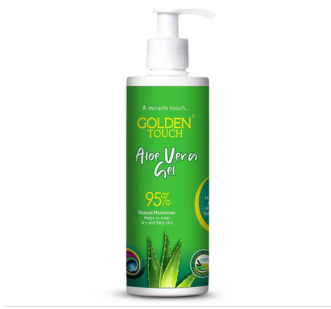 A miracle touch...
GOLDEN
TOUCH
Aloe Vera
Gel
95%
Natural Moisturizer
Helps to treat
dry and flaky skin